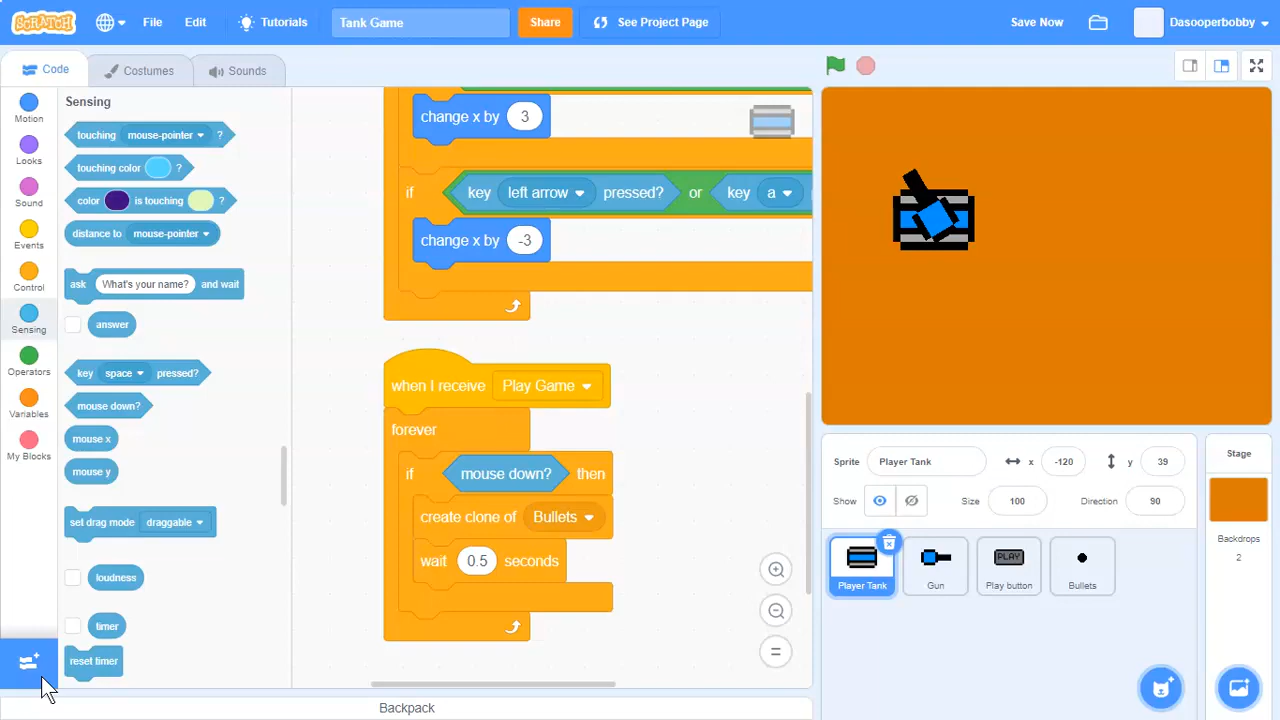 SCRATCH File Edit Tutorials Tank Game Share See Project Page Save Now Dasooperbobby
Code Costumes Sounds
Motion
Looks
Sound
Events
Control
Sensing
Operators
Variables
My Blocks
Sensing
touching mouse-pointer ?
touching color ?
color is touching ?
distance to mouse-pointer
ask What's your name? and wait
answer
key space pressed?
mouse down?
mouse x
mouse y
set drag mode draggable
loudness
timer
reset timer
change x by 3
if key left arrow pressed? or key a
change x by -3
when I receive Play Game
forever
if mouse down? then
create clone of Bullets
wait 0.5 seconds
Backpack
Sprite Player Tank x -120 y 39
Show Size 100 Direction 90
Player Tank
Gun
PLAY
Play button
Bullets
Stage
Backdrops
2